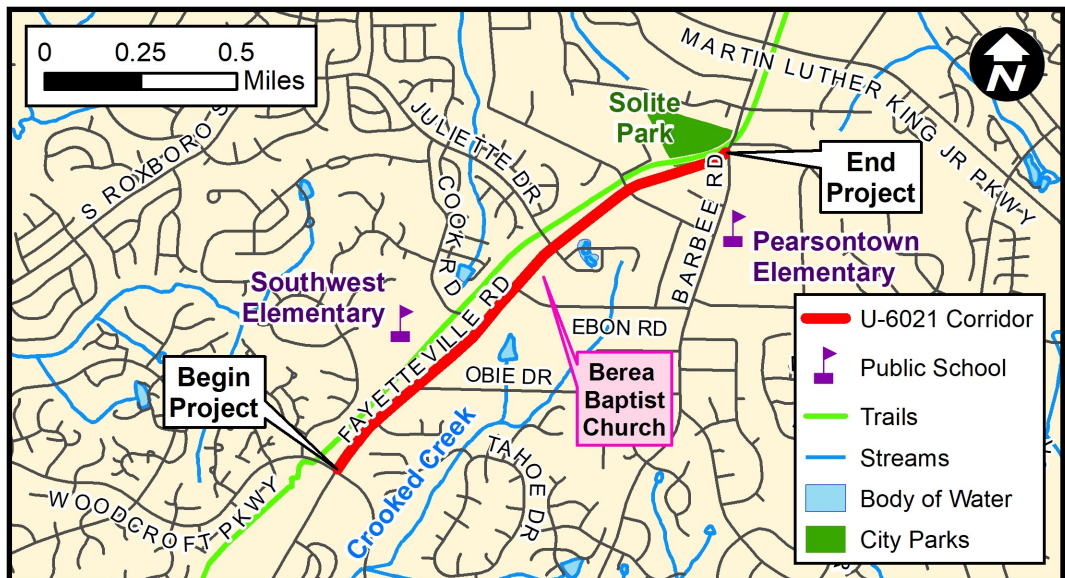 0 0.25 0.5
Miles
MARTIN LUTHER KING JR PKWY
N
S ROXBORO S
JULIETTE DR
Solite
Park
End
Project
COOK RD
BARBEE RD
Pearsontown
Elementary
Southwest
Elementary
FAYETTEVILLE RD
EBON RD
OBIE DR
Berea
Baptist
Church
Begin
Project
WOODCROFT PKWY
Crooked Creek
TAHOE DR
U-6021 Corridor
Public School
Trails
Streams
Body of Water
City Parks